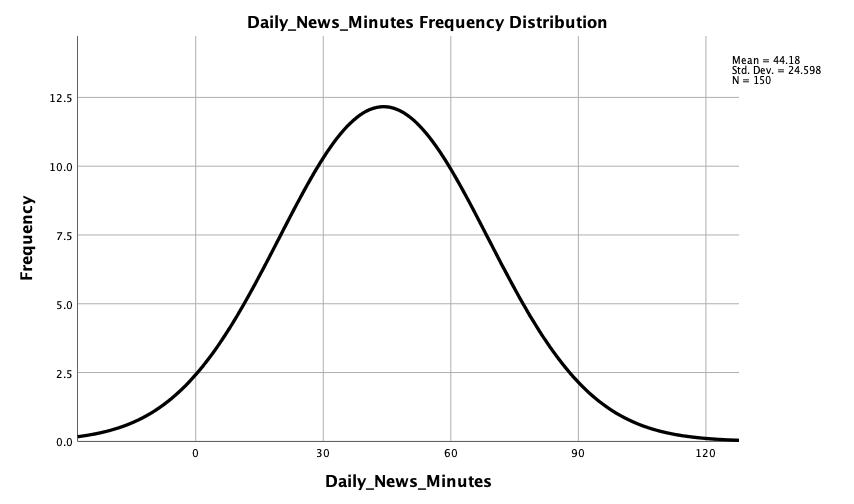 Daily_News_Minutes Frequency Distribution
Mean = 44.18
Std. Dev. = 24.598
N = 150
12.5
10.0
7.5
5.0
2.5
0.0
Frequency
0 30 60 90 120
Daily_News_Minutes